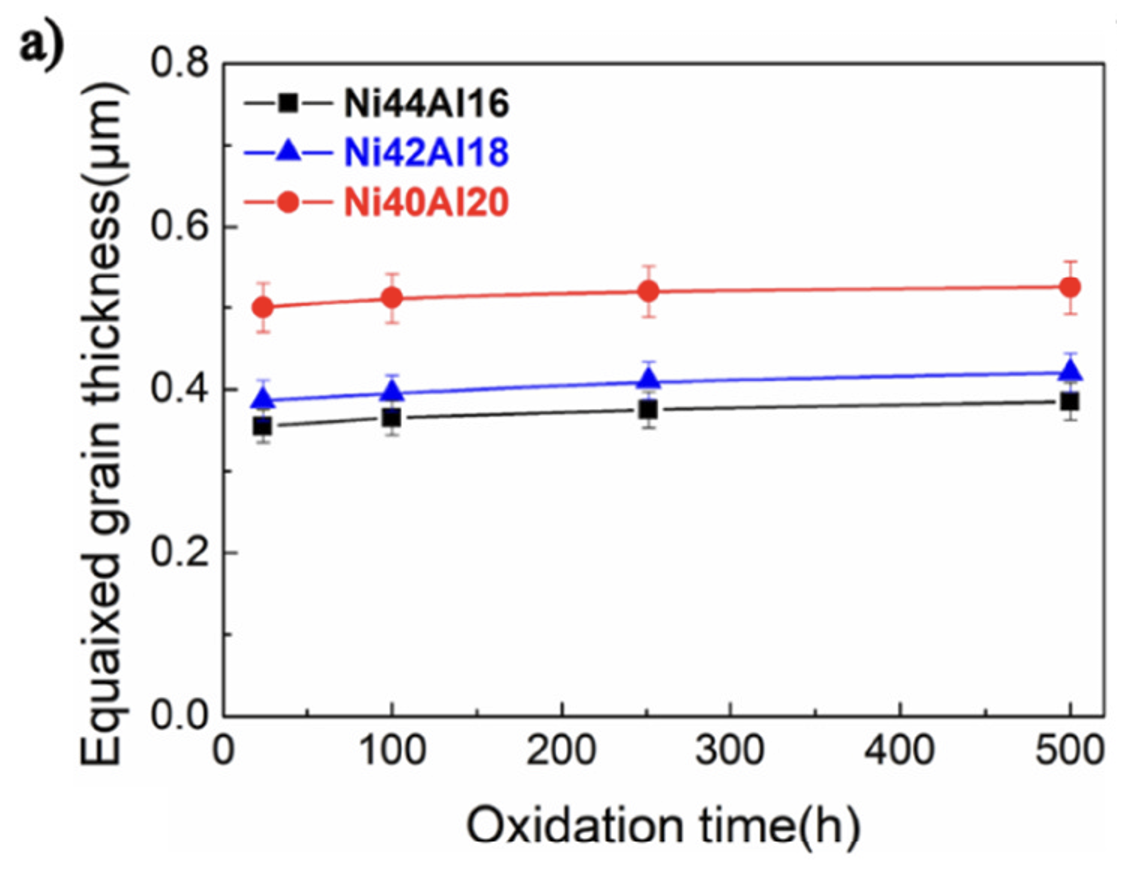 a)
0.8
0.6
0.4
0.2
0.0
Equaixed grain thickness(μm)
Ni44Al16
Ni42Al18
Ni40Al20
0 100 200 300 400 500
Oxidation time(h)